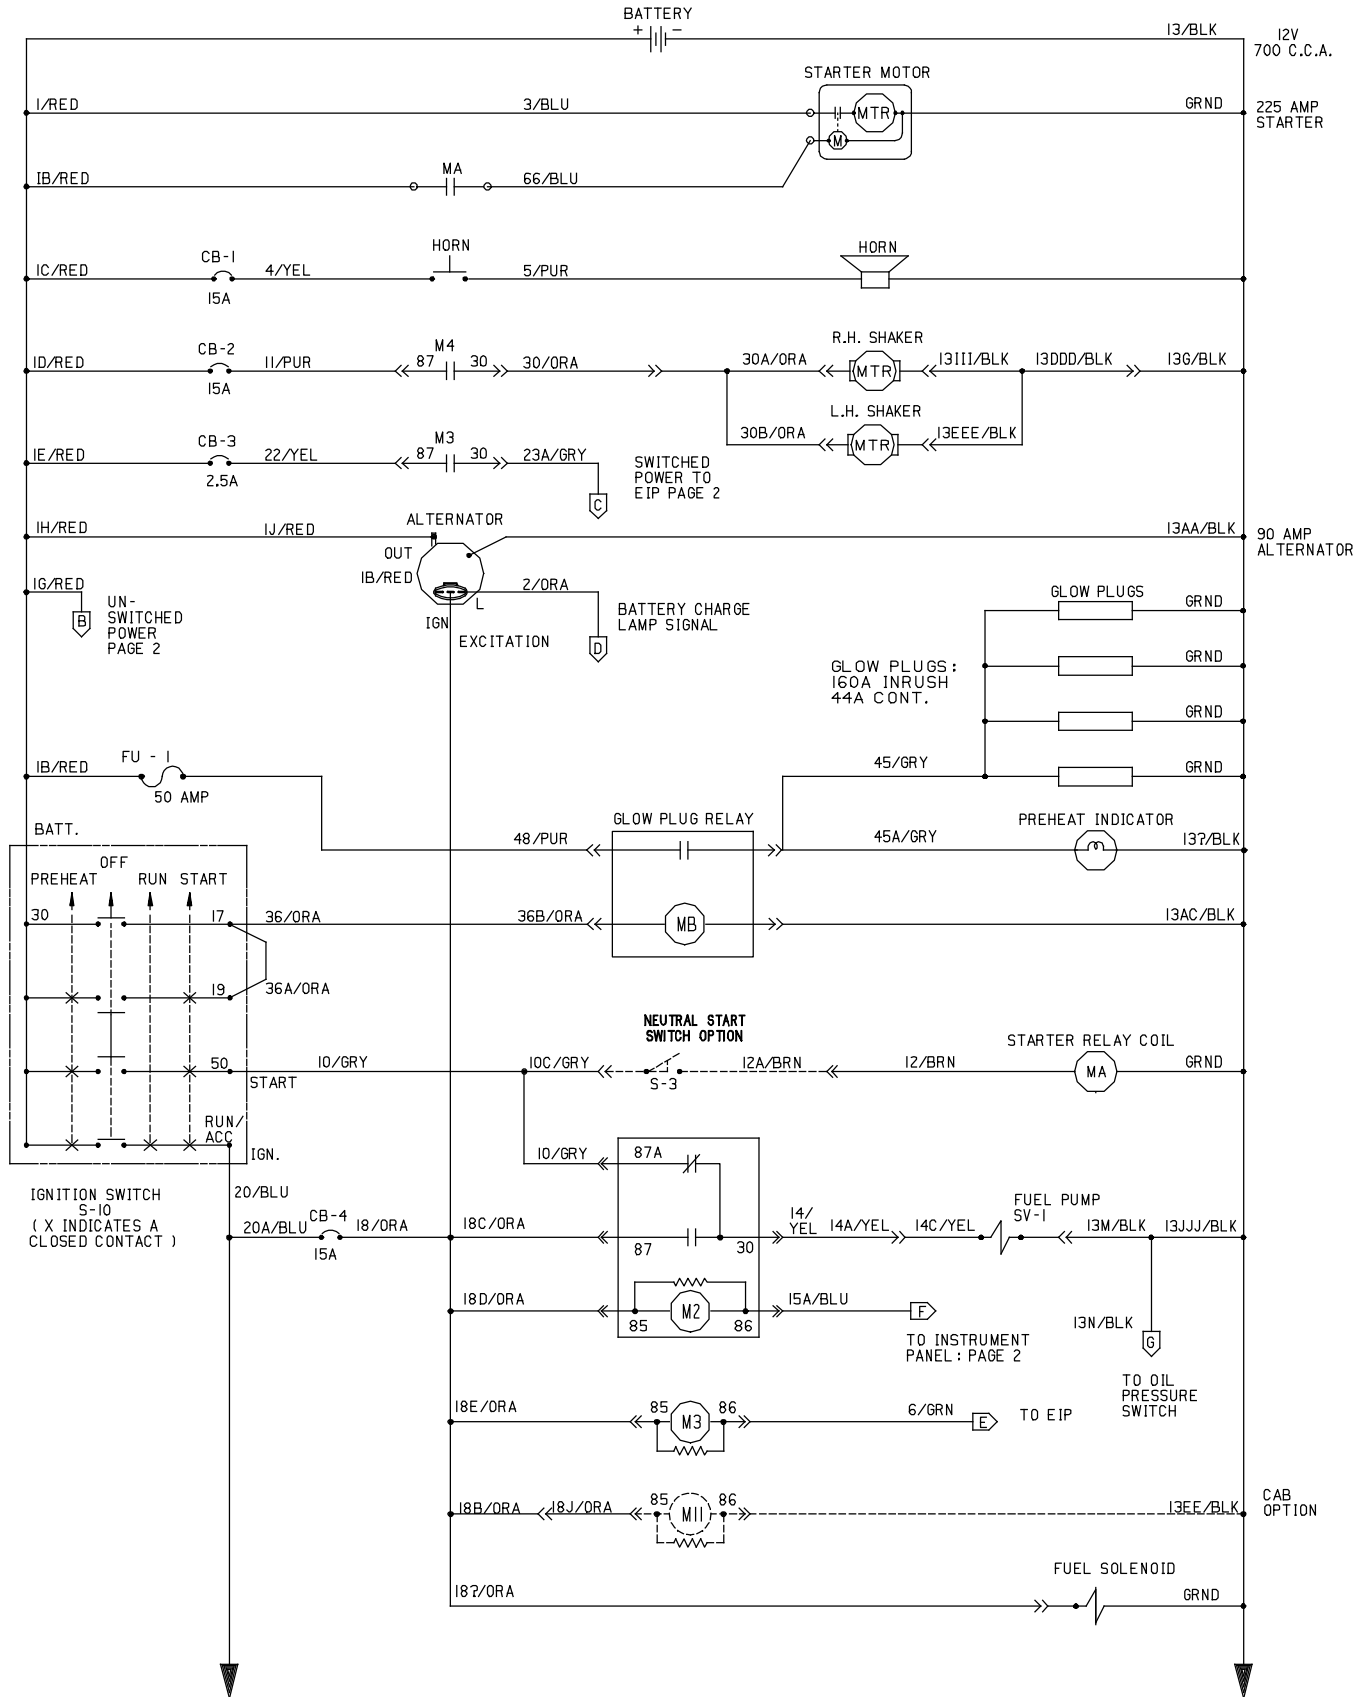 BATTERY
+ −
13/BLK
12V
700 C.C.A.
STARTER MOTOR
1/RED
3/BLU
MTR
M
GRND
225 AMP
STARTER
1B/RED
MA
66/BLU
CB-1
HORN
HORN
1C/RED
4/YEL
5/PUR
15A
CB-2
M4
R.H. SHAKER
1D/RED
11/PUR
87
30
30/ORA
30A/ORA
MTR
13III/BLK
13DDD/BLK
13G/BLK
15A
L.H. SHAKER
30B/ORA
MTR
13EEE/BLK
CB-3
M3
1E/RED
22/YEL
87
30
23A/GRY
2.5A
C
SWITCHED
POWER TO
EIP PAGE 2
1H/RED
1J/RED
ALTERNATOR
13AA/BLK
90 AMP
ALTERNATOR
OUT
1B/RED
1G/RED
B
UN-
SWITCHED
POWER
PAGE 2
2/ORA
L
IGN
EXCITATION
D
BATTERY CHARGE
LAMP SIGNAL
GLOW PLUGS
GRND
GRND
GRND
GRND
GLOW PLUGS:
160A INRUSH
44A CONT.
1B/RED
FU - 1
50 AMP
45/GRY
BATT.
GLOW PLUG RELAY
PREHEAT INDICATOR
48/PUR
45A/GRY
13?/BLK
OFF
PREHEAT
RUN
START
30
17
36/ORA
36B/ORA
MB
13AC/BLK
19
36A/ORA
NEUTRAL START
SWITCH OPTION
STARTER RELAY COIL
50
START
10/GRY
10C/GRY
S-3
12A/BRN
12/BRN
MA
GRND
RUN/
ACC
IGN.
10/GRY
87A
IGNITION SWITCH
S-10
( X INDICATES A
CLOSED CONTACT )
20/BLU
20A/BLU
CB-4
15A
18/ORA
18C/ORA
87
30
14/
YEL
14A/YEL
14C/YEL
FUEL PUMP
SV-1
13M/BLK
13JJJ/BLK
18D/ORA
85
M2
86
15A/BLU
F
TO INSTRUMENT
PANEL: PAGE 2
13N/BLK
G
TO OIL
PRESSURE
SWITCH
18E/ORA
85
M3
86
6/GRN
E
TO EIP
18B/ORA
18J/ORA
85
M11
86
13EE/BLK
CAB
OPTION
FUEL SOLENOID
18?/ORA
GRND